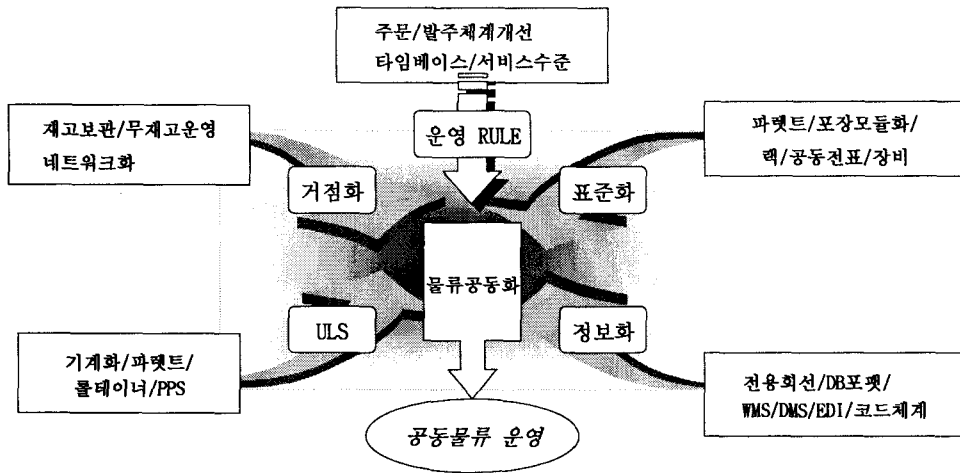 주문/발주체계개선
타임베이스/서비스수준
운영 RULE
재고보관/무재고운영
네트워크화
거점화
파렛트/포장모듈화/
랙/공동전표/장비
표준화
물류공동화
ULS
기계화/파렛트/
롤테이너/PPS
정보화
전용회선/DB포맷/
WMS/DMS/EDI/코드체계
공동물류 운영